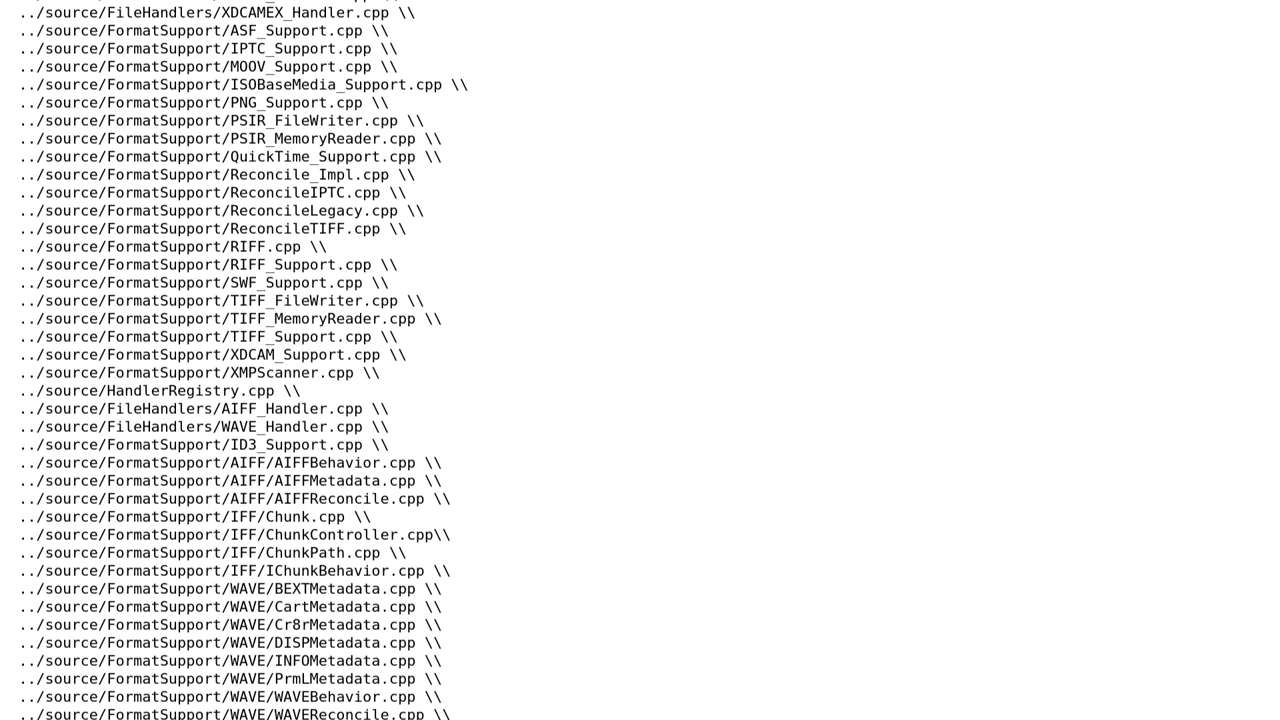 ../source/FileHandlers/XDCAMEX_Handler.cpp \\
../source/FormatSupport/ASF_Support.cpp \\
../source/FormatSupport/IPTC_Support.cpp \\
../source/FormatSupport/MOOV_Support.cpp \\
../source/FormatSupport/ISOBaseMedia_Support.cpp \\
../source/FormatSupport/PNG_Support.cpp \\
../source/FormatSupport/PSIR_FileWriter.cpp \\
../source/FormatSupport/PSIR_MemoryReader.cpp \\
../source/FormatSupport/QuickTime_Support.cpp \\
../source/FormatSupport/Reconcile_Impl.cpp \\
../source/FormatSupport/ReconcileIPTC.cpp \\
../source/FormatSupport/ReconcileLegacy.cpp \\
../source/FormatSupport/ReconcileTIFF.cpp \\
../source/FormatSupport/RIFF.cpp \\
../source/FormatSupport/RIFF_Support.cpp \\
../source/FormatSupport/SWF_Support.cpp \\
../source/FormatSupport/TIFF_FileWriter.cpp \\
../source/FormatSupport/TIFF_MemoryReader.cpp \\
../source/FormatSupport/TIFF_Support.cpp \\
../source/FormatSupport/XDCAM_Support.cpp \\
../source/FormatSupport/XMPScanner.cpp \\
../source/HandlerRegistry.cpp \\
../source/FileHandlers/AIFF_Handler.cpp \\
../source/FileHandlers/WAVE_Handler.cpp \\
../source/FormatSupport/ID3_Support.cpp \\
../source/FormatSupport/AIFF/AIFFBehavior.cpp \\
../source/FormatSupport/AIFF/AIFFMetadata.cpp \\
../source/FormatSupport/AIFF/AIFFReconcile.cpp \\
../source/FormatSupport/IFF/Chunk.cpp \\
../source/FormatSupport/IFF/ChunkController.cpp\\
../source/FormatSupport/IFF/ChunkPath.cpp \\
../source/FormatSupport/IFF/IChunkBehavior.cpp \\
../source/FormatSupport/WAVE/BEXTMetadata.cpp \\
../source/FormatSupport/WAVE/CartMetadata.cpp \\
../source/FormatSupport/WAVE/Cr8rMetadata.cpp \\
../source/FormatSupport/WAVE/DISPMetadata.cpp \\
../source/FormatSupport/WAVE/INFOMetadata.cpp \\
../source/FormatSupport/WAVE/PrmLMetadata.cpp \\
../source/FormatSupport/WAVE/WAVEBehavior.cpp \\
../source/FormatSupport/WAVE/WAVEReconcile.cpp \\